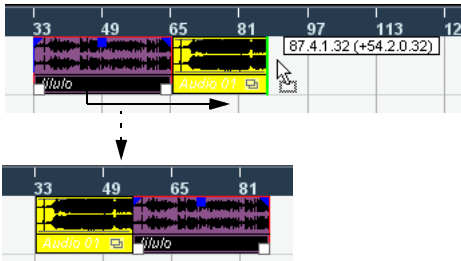 33 49 65 81 97 113 12
87.4.1.32 (+54.2.0.32)
lilulo Audio 01
33 49 65 81
Audio 01 lilulo